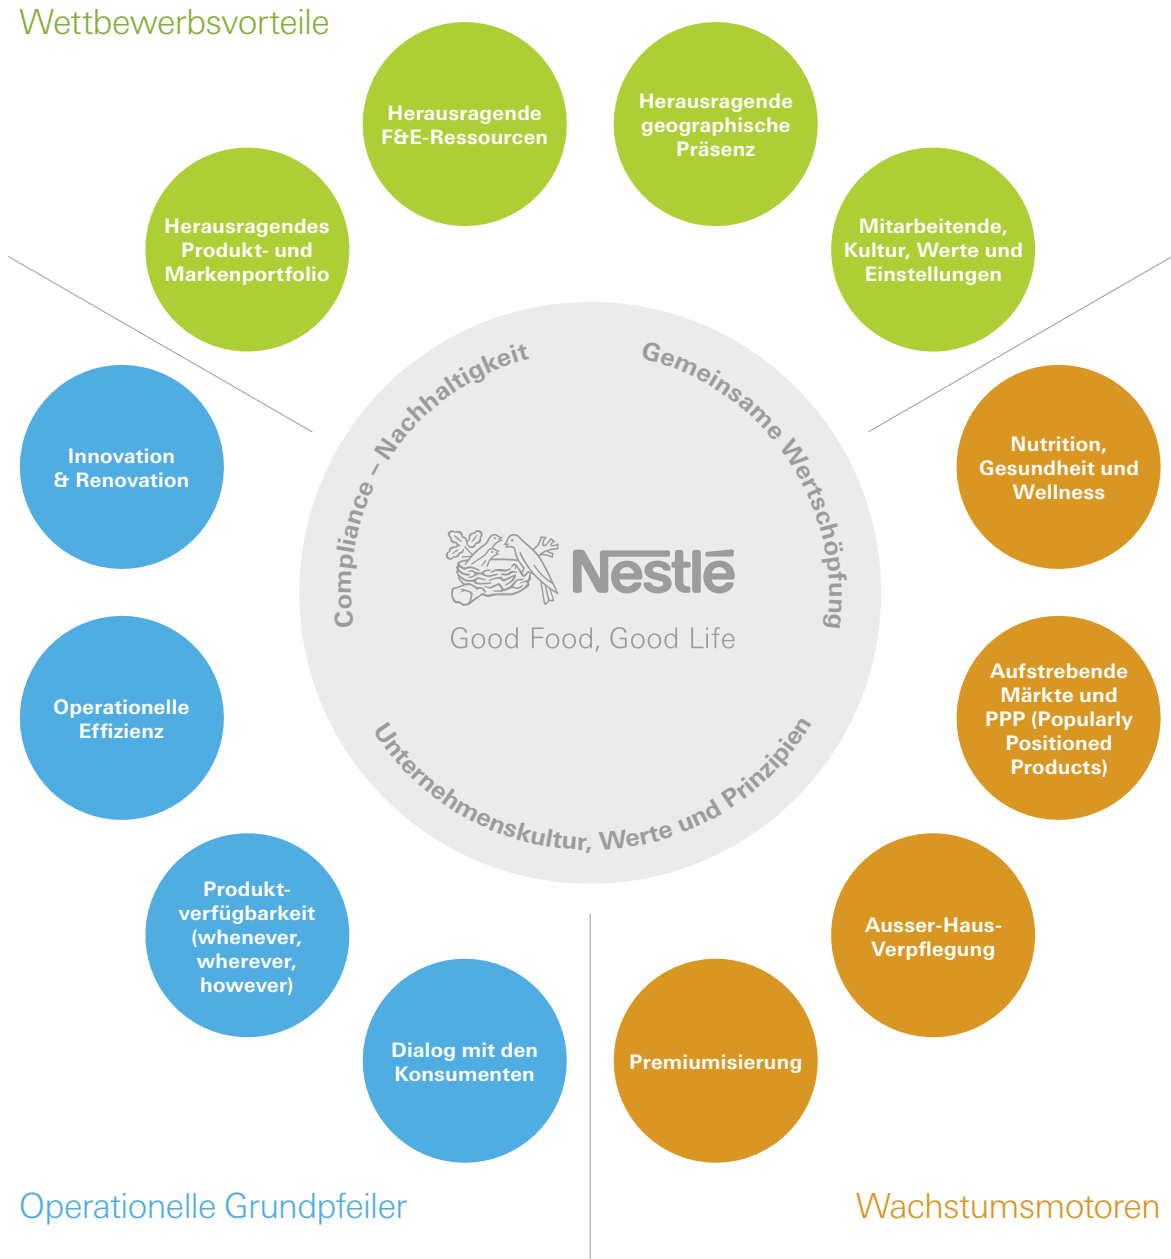 Wettbewerbsvorteile
Herausragendes
Produkt- und
Markenportfolio
Herausragende
F&E-Ressourcen
Herausragende
geographische
Präsenz
Mitarbeitende,
Kultur, Werte und
Einstellungen
Innovation
& Renovation
Operationelle
Effizienz
Produkt-
verfügbarkeit
(whenever,
wherever,
however)
Dialog mit den
Konsumenten
Compliance – Nachhaltigkeit
Gemeinsame Wertschöpfung
Nestlé
Good Food, Good Life
Unternehmenskultur, Werte und Prinzipien
Nutrition,
Gesundheit und
Wellness
Aufstrebende
Märkte und
PPP (Popularly
Positioned
Products)
Ausser-Haus-
Verpflegung
Premiumisierung
Operationelle Grundpfeiler
Wachstumsmotoren